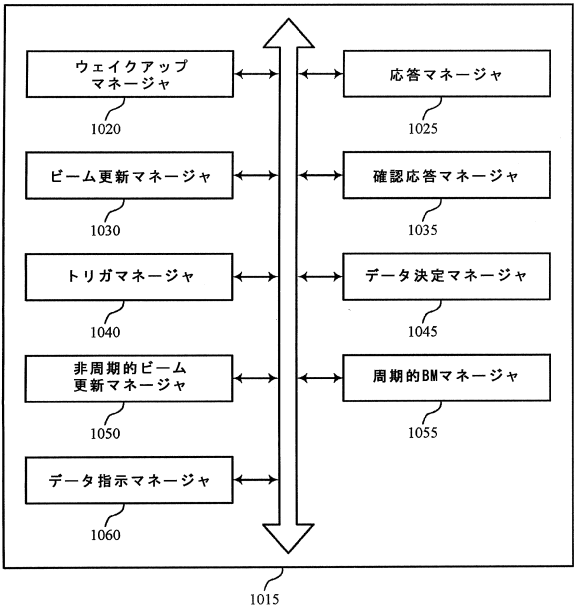 ウェイクアップ
マネージャ
1020
応答マネージャ
1025
ビーム更新マネージャ
1030
確認応答マネージャ
1035
トリガマネージャ
1040
データ決定マネージャ
1045
非周期的ビーム
更新マネージャ
1050
周期的BMマネージャ
1055
データ指示マネージャ
1060
1015